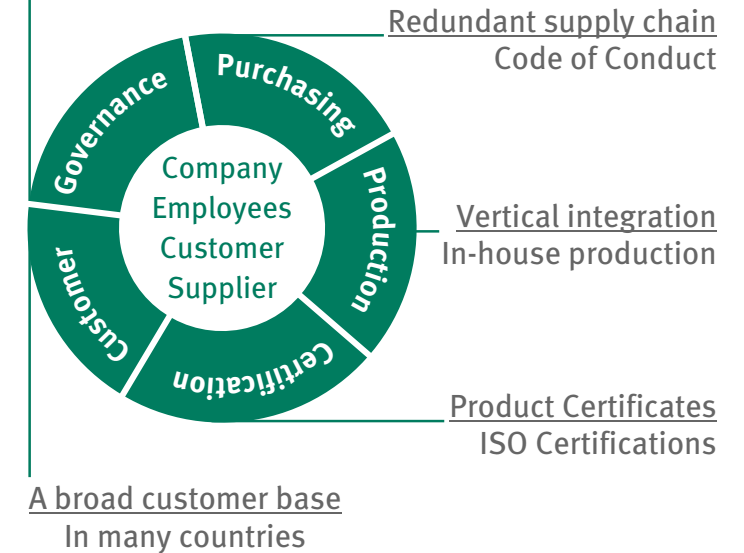 Redundant supply chain
Code of Conduct
Governance
Purchasing
Company
Employees
Customer
Supplier
Production
Vertical integration
In-house production
Customer
Certification
Product Certificates
ISO Certifications
A broad customer base
In many countries